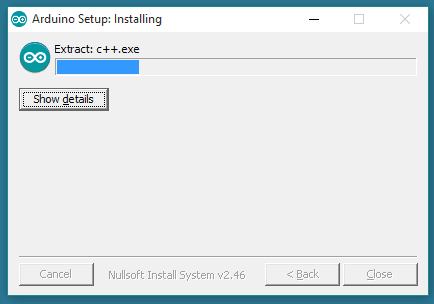 Arduino Setup: Installing
Extract: c++.exe
Show details
Cancel
Nullsoft Install System v2.46
< Back
Close